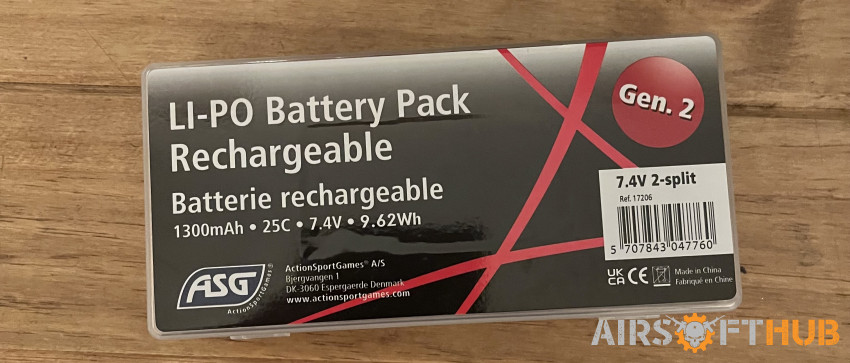 LI-PO Battery Pack
Rechargeable
Batterie rechargeable
1300mAh • 25C • 7.4V • 9.62Wh
Gen. 2
7.4V 2-split
Ref. 17206
5 707843 047760
UK
CA CE
Made in China
Fabriqué en Chine
ASG
ActionSportGames®
ActionSportGames® A/S
Bjergvangen 1
DK-3060 Espergaerde Denmark
www.actionsportgames.com
AIRSOFTHUB